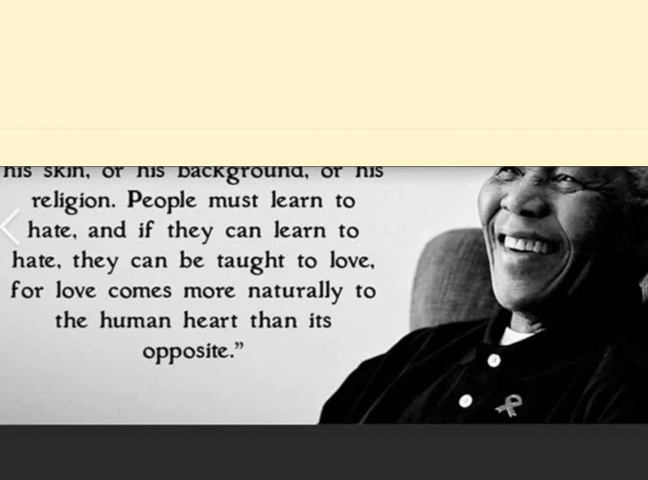 his skin, or his background, or his
religion. People must learn to
hate, and if they can learn to
hate, they can be taught to love,
for love comes more naturally to
the human heart than its
opposite.”